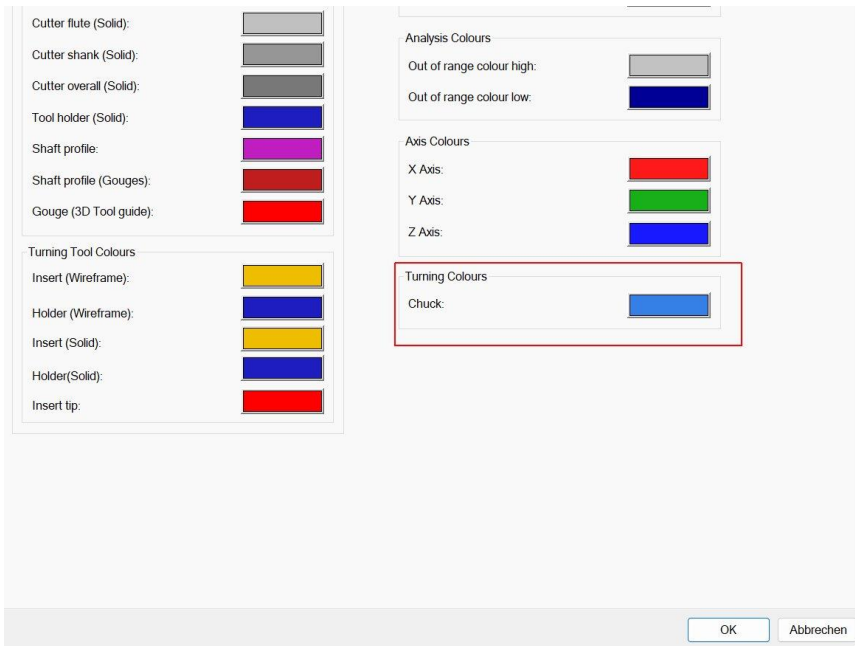 Cutter flute (Solid):
Cutter shank (Solid):
Cutter overall (Solid):
Tool holder (Solid):
Shaft profile:
Shaft profile (Gouges):
Gouge (3D Tool guide):
Turning Tool Colours
Insert (Wireframe):
Holder (Wireframe):
Insert (Solid):
Holder(Solid):
Insert tip:
Analysis Colours
Out of range colour high:
Out of range colour low:
Axis Colours
X Axis:
Y Axis:
Z Axis:
Turning Colours
Chuck:
OK
Abbrechen